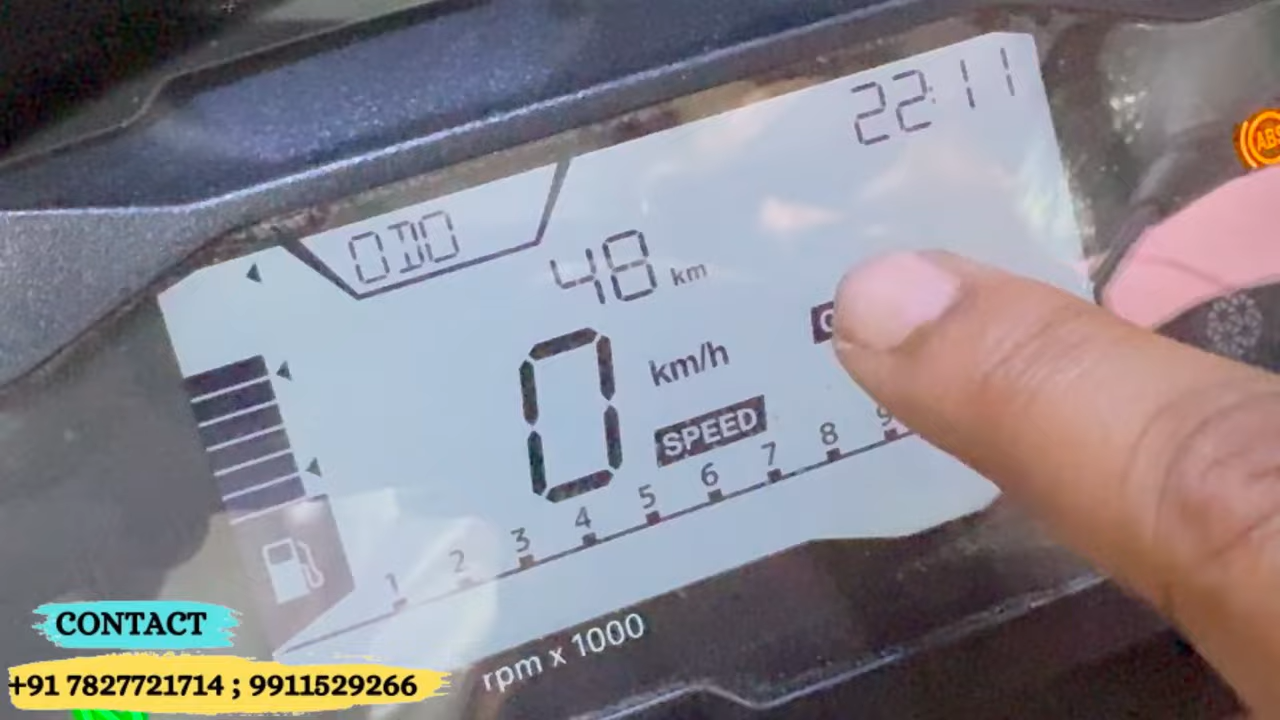 22:11
ODO
48 km
0 km/h
SPEED
1 2 3 4 5 6 7 8 9
rpm x 1000
ABS
CONTACT
+91 7827721714 ; 9911529266